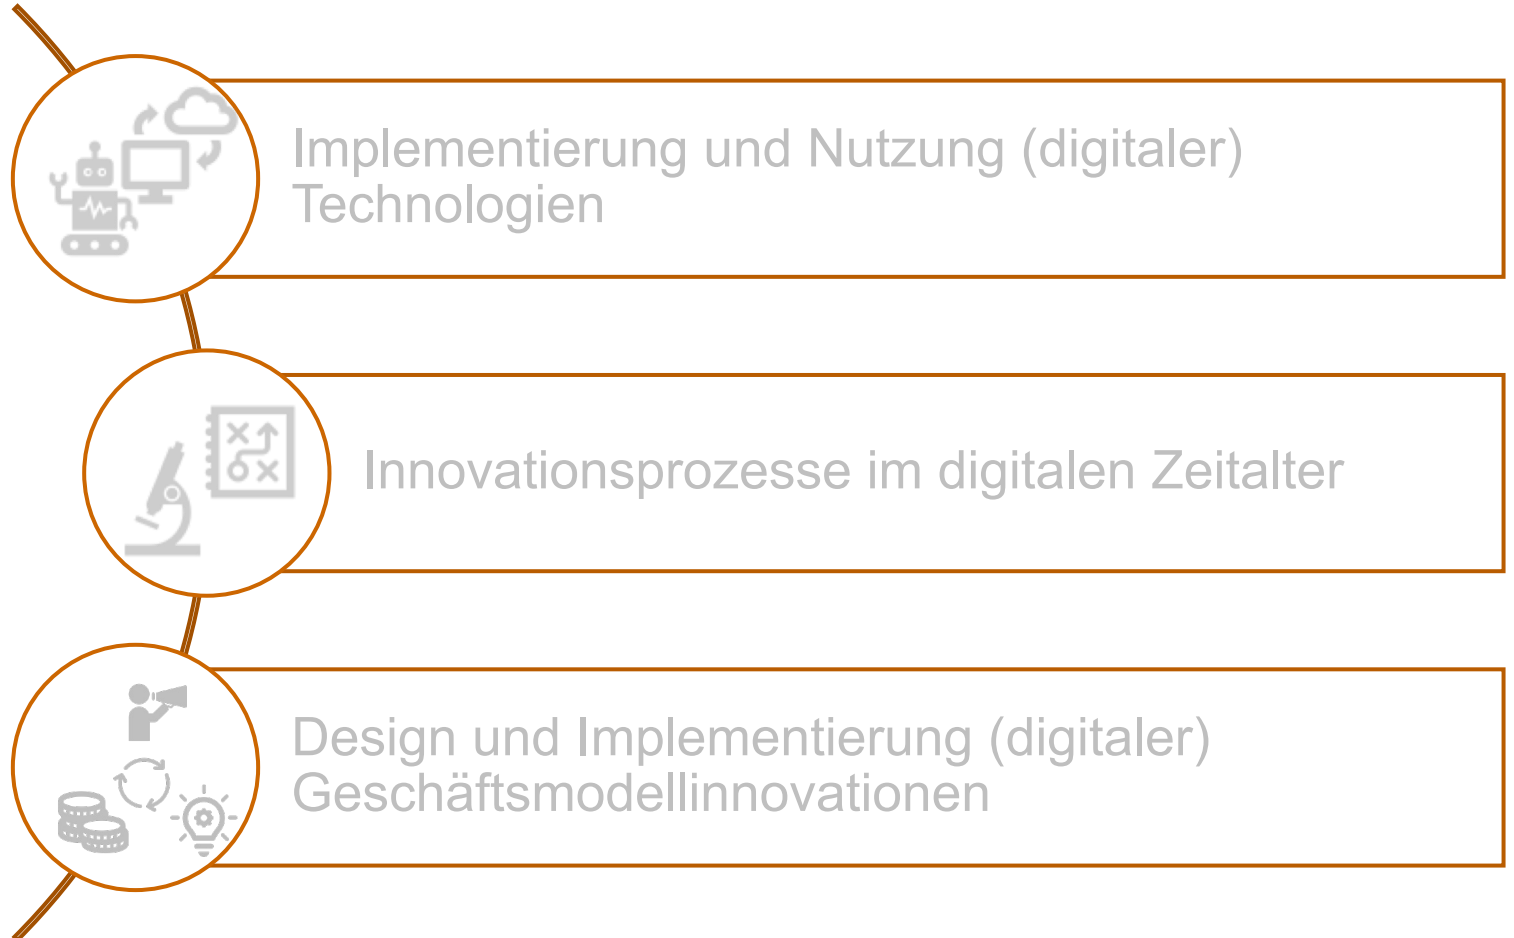 Implementierung und Nutzung (digitaler)
Technologien
Innovationsprozesse im digitalen Zeitalter
Design und Implementierung (digitaler)
Geschäftsmodellinnovationen